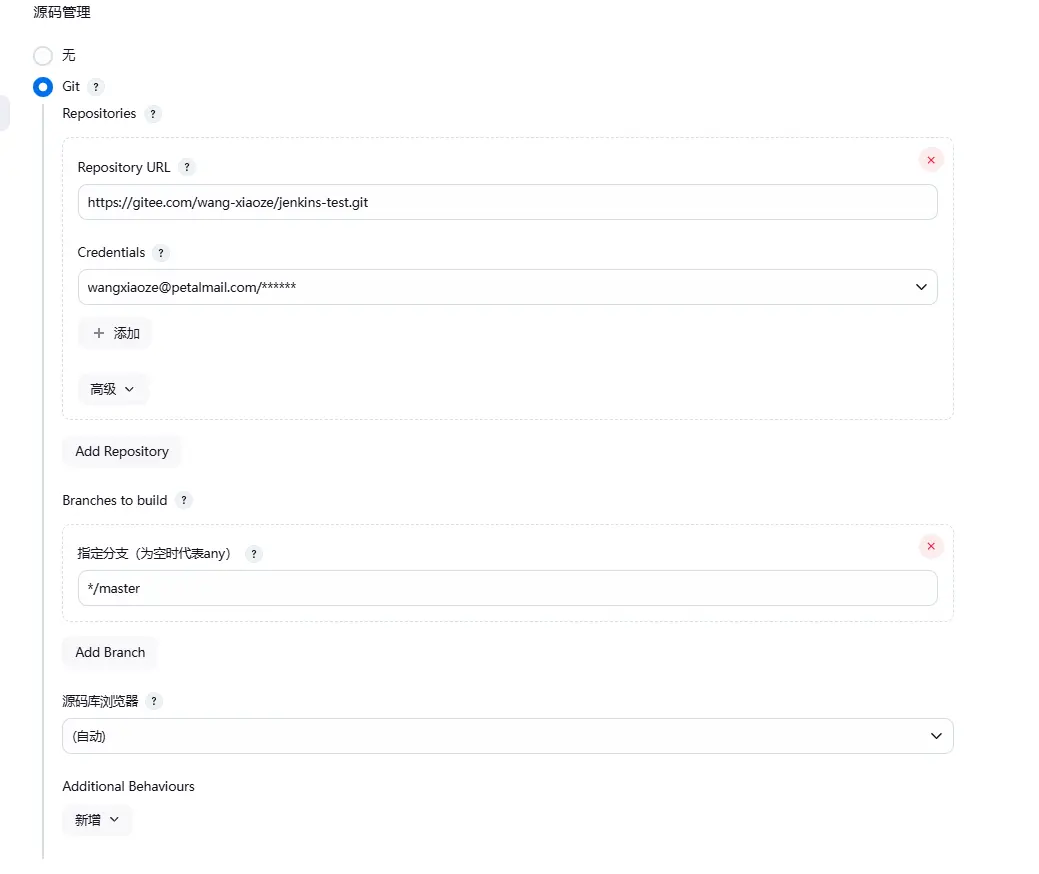 源码管理
无
Git ?
Repositories ?
Repository URL ?
https://gitee.com/wang-xiaoze/jenkins-test.git
Credentials ?
wangxiaoze@petalmail.com/******
+ 添加
高级
Add Repository
Branches to build ?
指定分支（为空时代表any） ?
*/master
Add Branch
源码库浏览器 ?
(自动)
Additional Behaviours
新增